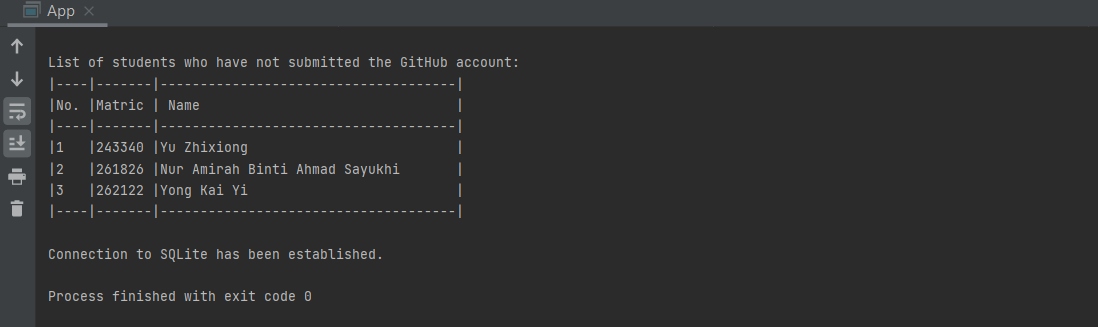 App
List of students who have not submitted the GitHub account:
|----|-------|-------------------------------------|
|No. |Matric | Name                                |
|----|-------|-------------------------------------|
|1   |243340 |Yu Zhixiong                          |
|2   |261826 |Nur Amirah Binti Ahmad Sayukhi       |
|3   |262122 |Yong Kai Yi                          |
|----|-------|-------------------------------------|
Connection to SQLite has been established.
Process finished with exit code 0